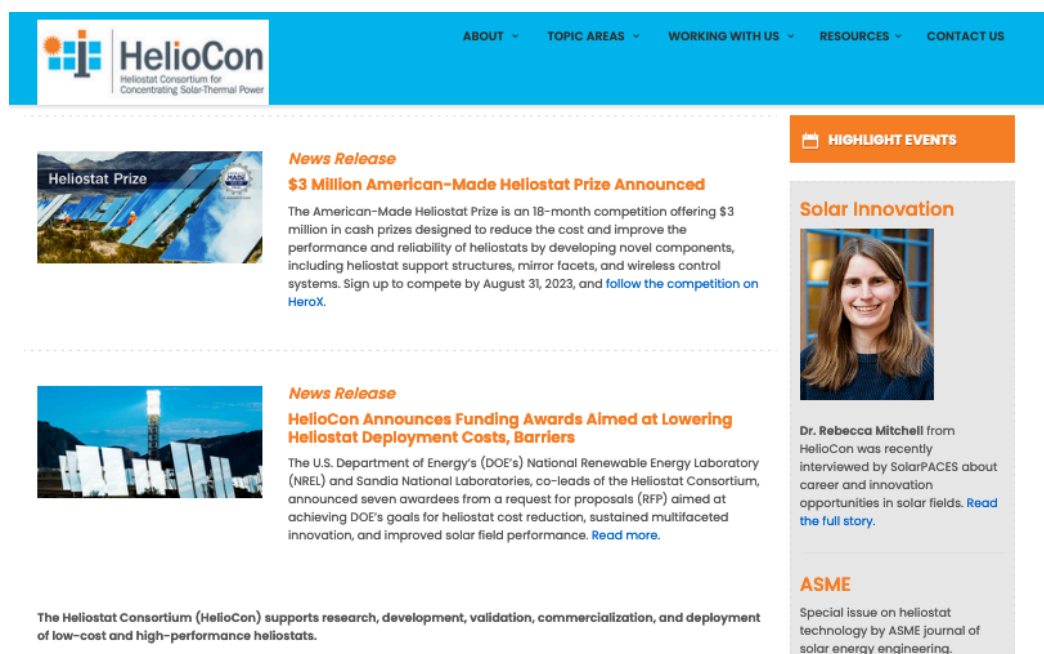 HelioCon
Heliostat Consortium for
Concentrating Solar-Thermal Power
ABOUT
TOPIC AREAS
WORKING WITH US
RESOURCES
CONTACT US
Heliostat Prize
MADE
News Release
$3 Million American-Made Heliostat Prize Announced
The American-Made Heliostat Prize is an 18-month competition offering $3
million in cash prizes designed to reduce the cost and improve the
performance and reliability of heliostats by developing novel components,
including heliostat support structures, mirror facets, and wireless control
systems. Sign up to compete by August 31, 2023, and follow the competition on
HeroX.
News Release
HelioCon Announces Funding Awards Aimed at Lowering
Heliostat Deployment Costs, Barriers
The U.S. Department of Energy's (DOE's) National Renewable Energy Laboratory
(NREL) and Sandia National Laboratories, co-leads of the Heliostat Consortium,
announced seven awardees from a request for proposals (RFP) aimed at
achieving DOE's goals for heliostat cost reduction, sustained multifaceted
innovation, and improved solar field performance. Read more.
The Heliostat Consortium (HelioCon) supports research, development, validation, commercialization, and deployment
of low-cost and high-performance heliostats.
HIGHLIGHT EVENTS
Solar Innovation
Dr. Rebecca Mitchell from
HelioCon was recently
interviewed by SolarPACES about
career and innovation
opportunities in solar fields. Read
the full story.
ASME
Special issue on heliostat
technology by ASME journal of
solar energy engineering.